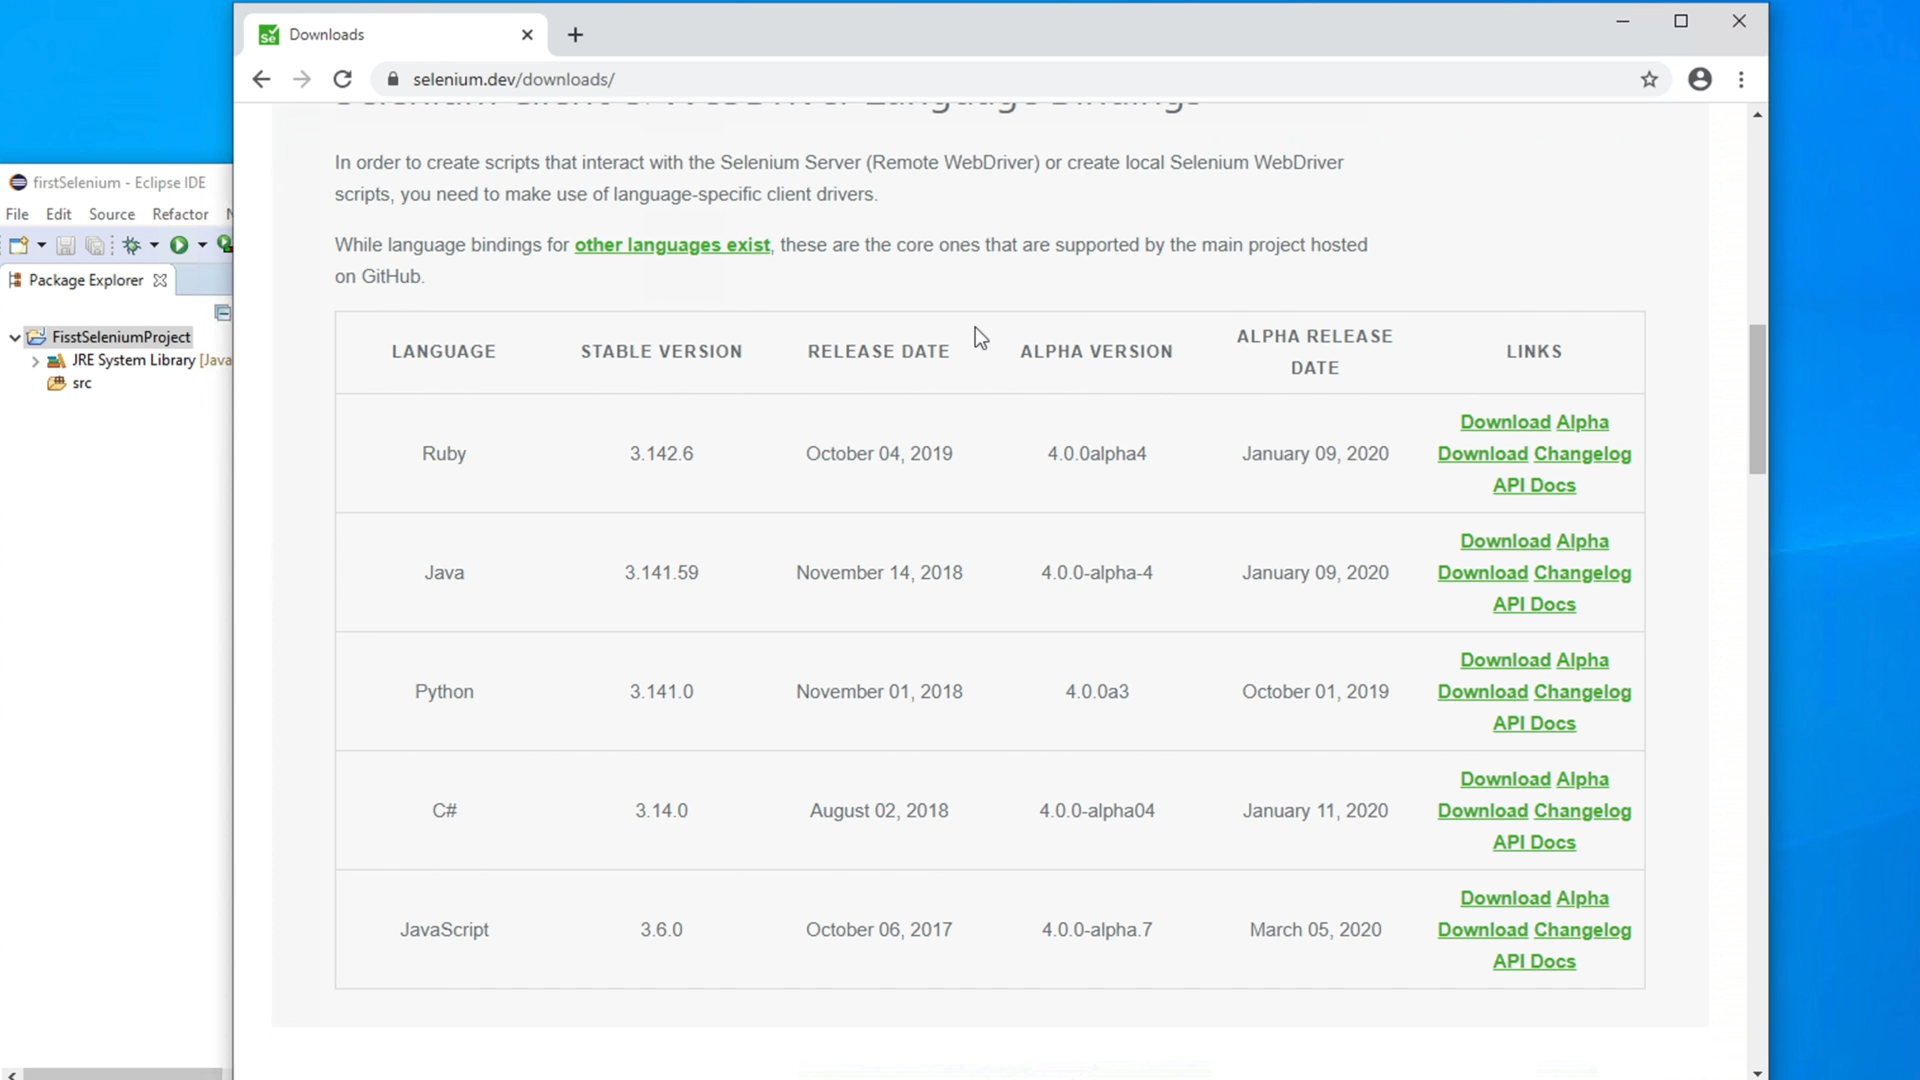 Downloads
selenium.dev/downloads/
Selenium Client & WebDriver Language Bindings
In order to create scripts that interact with the Selenium Server (Remote WebDriver) or create local Selenium WebDriver
scripts, you need to make use of language-specific client drivers.
While language bindings for other languages exist, these are the core ones that are supported by the main project hosted
on GitHub.
LANGUAGE STABLE VERSION RELEASE DATE ALPHA VERSION ALPHA RELEASE DATE LINKS
Ruby 3.142.6 October 04, 2019 4.0.0alpha4 January 09, 2020 Download Alpha
Download Changelog
API Docs
Java 3.141.59 November 14, 2018 4.0.0-alpha-4 January 09, 2020 Download Alpha
Download Changelog
API Docs
Python 3.141.0 November 01, 2018 4.0.0a3 October 01, 2019 Download Alpha
Download Changelog
API Docs
C# 3.14.0 August 02, 2018 4.0.0-alpha04 January 11, 2020 Download Alpha
Download Changelog
API Docs
JavaScript 3.6.0 October 06, 2017 4.0.0-alpha.7 March 05, 2020 Download Alpha
Download Changelog
API Docs
firstSelenium - Eclipse IDE
File Edit Source Refactor
Package Explorer
FisstSeleniumProject
JRE System Library [Java
src